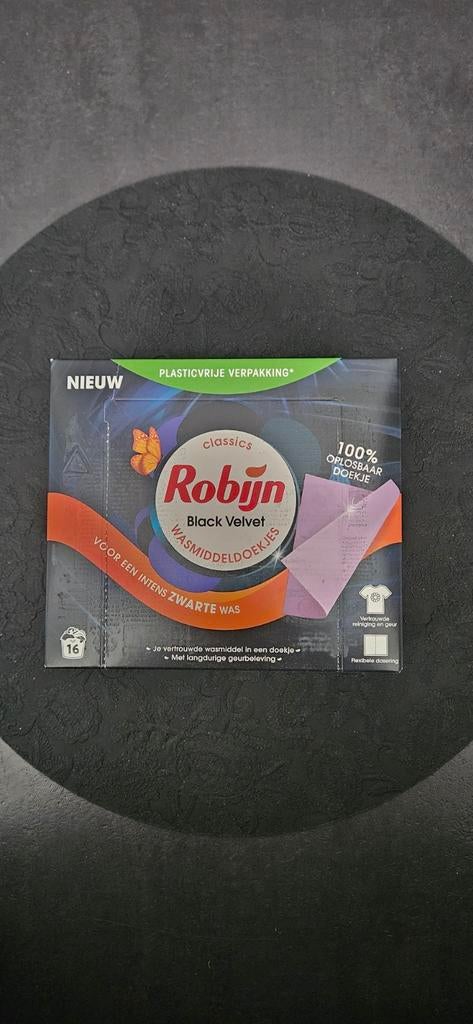 NIEUW
PLASTICVRIJE VERPAKKING*
classics
Robijn
Black Velvet
WASMIDDELDOEKJES
100%
OPLOSBAAR
DOEKJE
VOOR EEN INTENS ZWARTE WAS
16
Je vertrouwde wasmiddel in een doekje
Met langdurige geurbeleving
Vertrouwde
reiniging en geur
Flexibele dosering